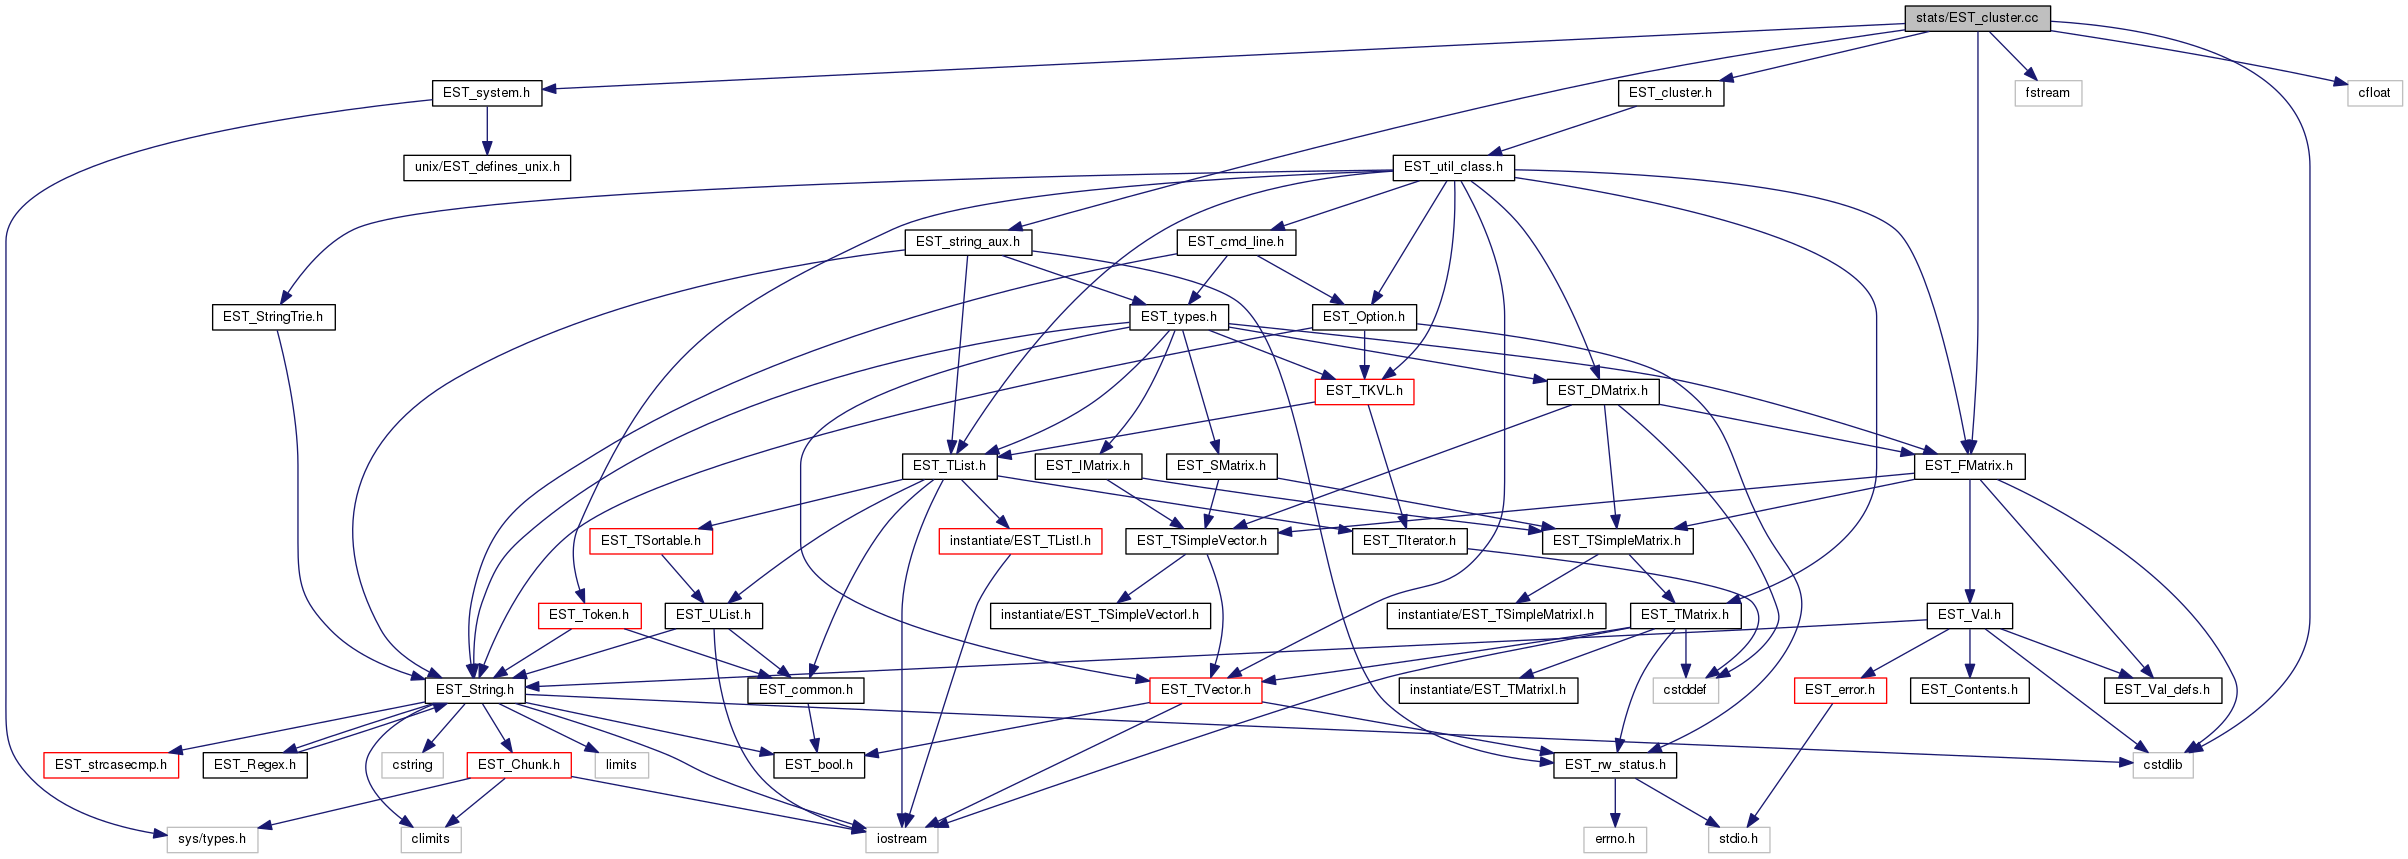 stats/EST_cluster.cc
EST_system.h
EST_cluster.h
fstream
cfloat
unix/EST_defines_unix.h
EST_util_class.h
EST_string_aux.h
EST_cmd_line.h
EST_StringTrie.h
EST_types.h
EST_Option.h
EST_TKVL.h
EST_DMatrix.h
EST_TList.h
EST_IMatrix.h
EST_SMatrix.h
EST_FMatrix.h
EST_TSortable.h
instantiate/EST_TListI.h
EST_TSimpleVector.h
EST_TIterator.h
EST_TSimpleMatrix.h
EST_Token.h
EST_UList.h
instantiate/EST_TSimpleVectorI.h
instantiate/EST_TSimpleMatrixI.h
EST_TMatrix.h
EST_Val.h
EST_String.h
EST_common.h
EST_TVector.h
instantiate/EST_TMatrixI.h
cstddef
EST_error.h
EST_Contents.h
EST_Val_defs.h
EST_strcasecmp.h
EST_Regex.h
cstring
EST_Chunk.h
limits
EST_bool.h
EST_rw_status.h
cstdlib
sys/types.h
climits
iostream
errno.h
stdio.h